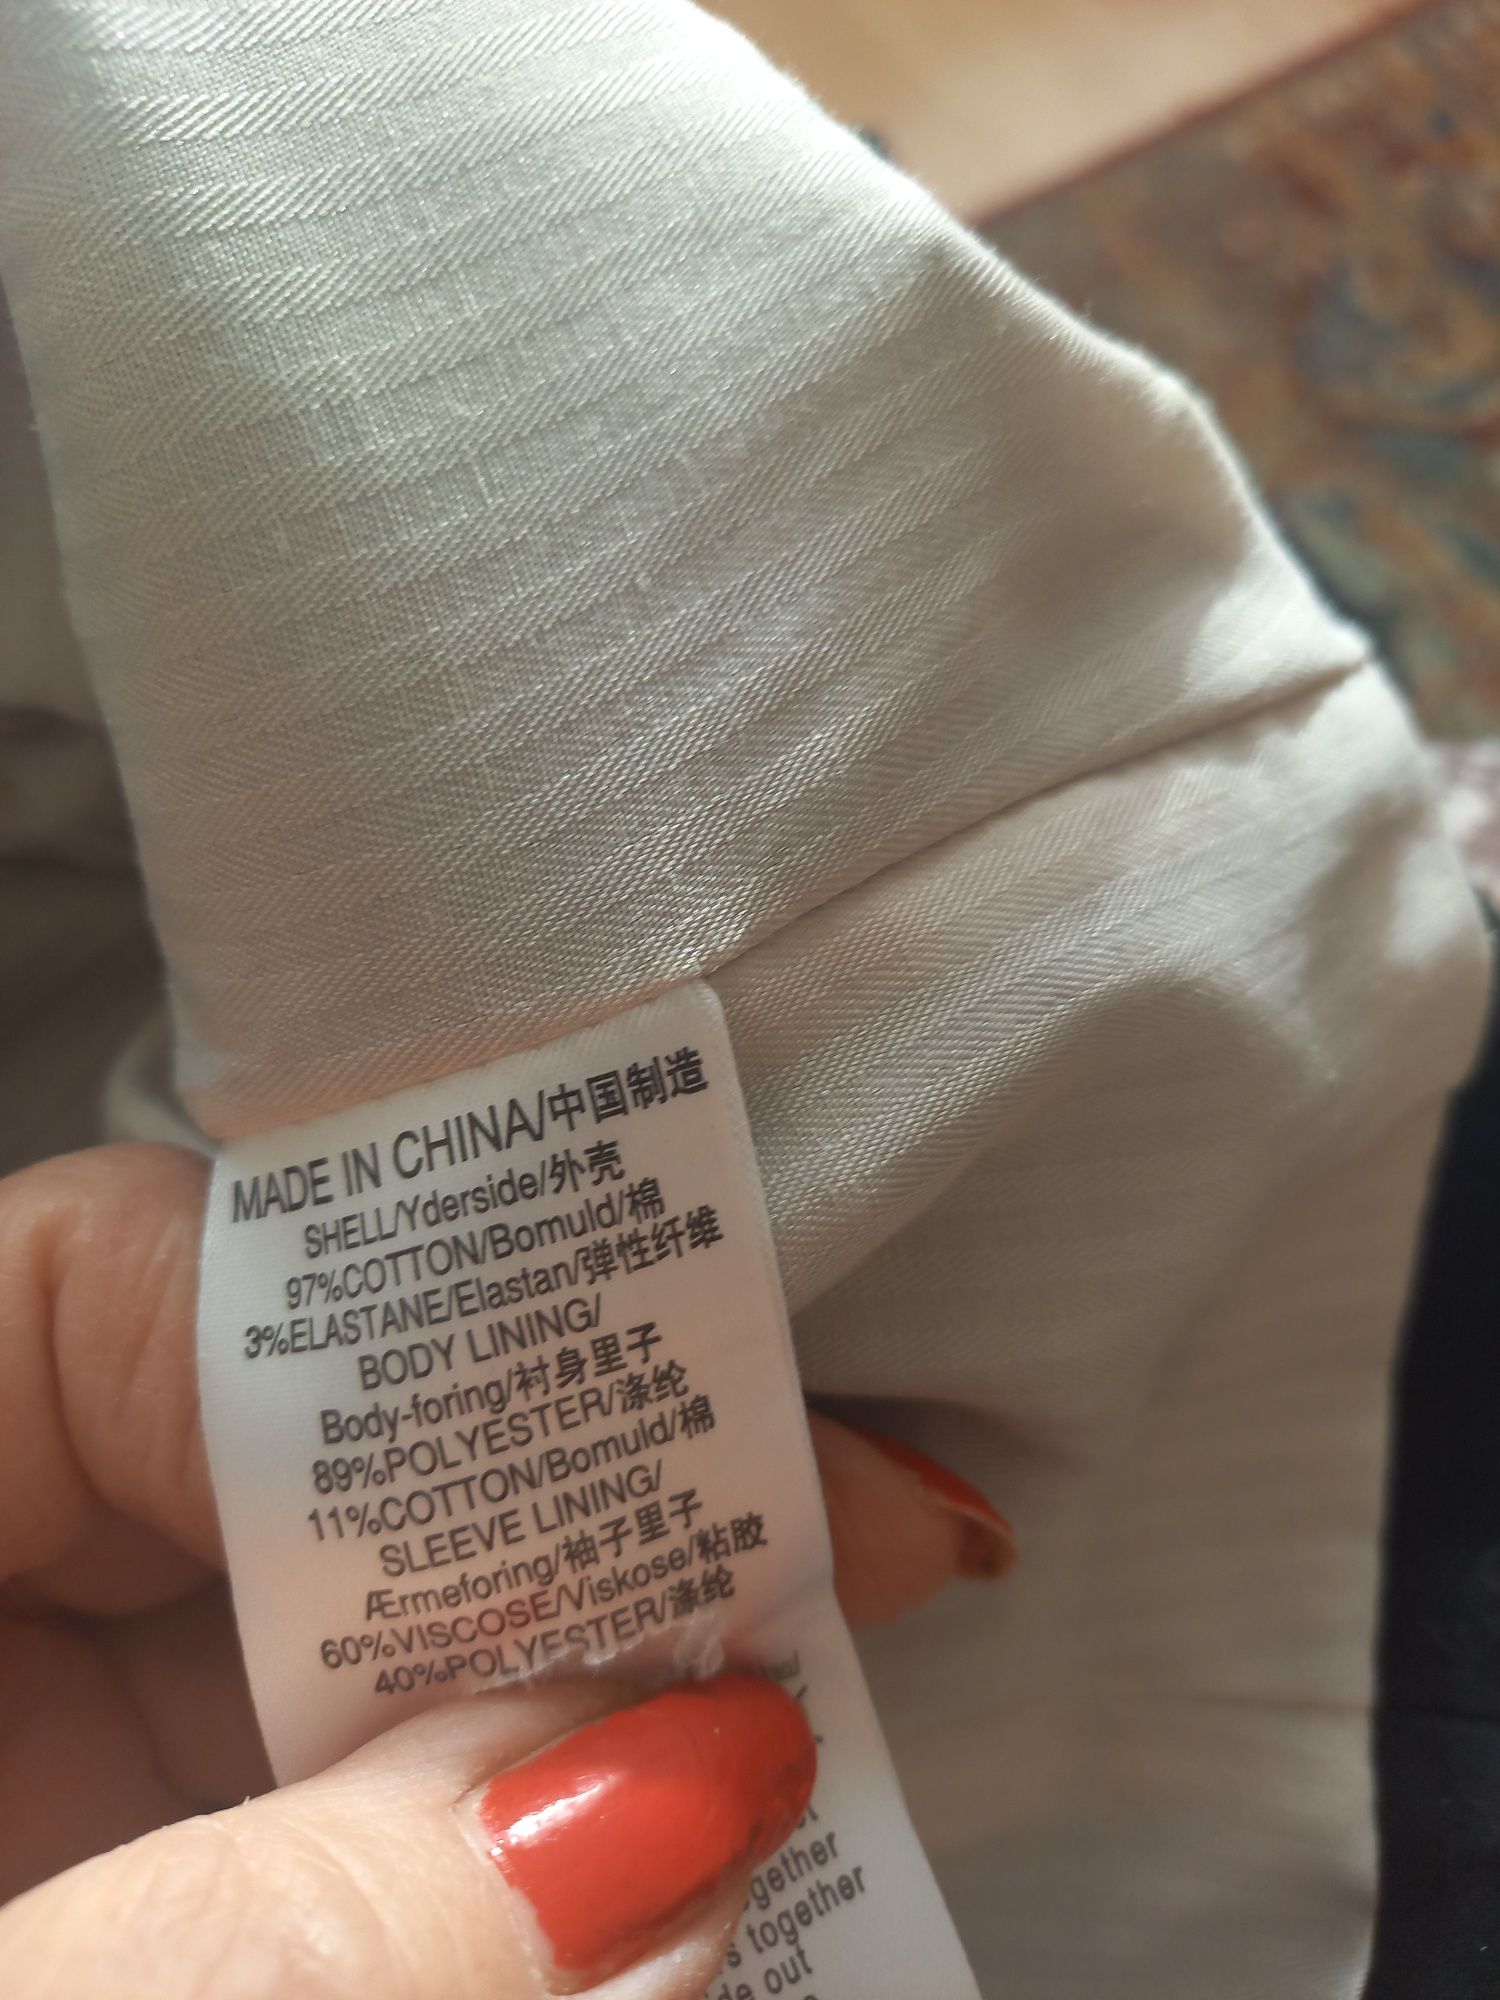 MADE IN CHINA/中国制造
SHELL/Yderside/外壳
97%COTTON/Bomuld/棉
3%ELASTANE/Elastan/弹性纤维
BODY LINING/
Body-foring/衬身里子
89%POLYESTER/涤纶
11%COTTON/Bomuld/棉
SLEEVE LINING/
Ærmeforing/袖子里子
60%VISCOSE/Viskose/粘胶
40%POLYESTER/涤纶
together
out